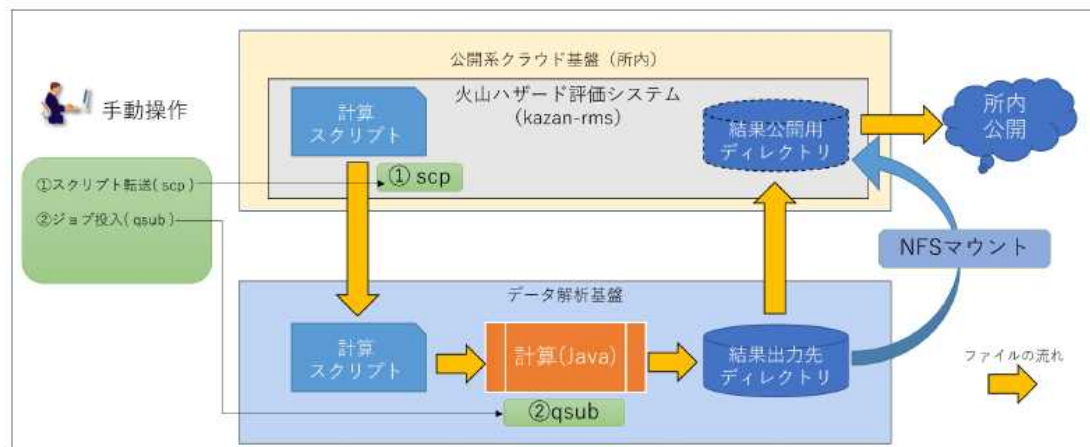 公開系クラウド基盤（所内）
手動操作
計算
スクリプト
火山ハザード評価システム
(kazan-rms)
結果公開用
ディレクトリ
所内
公開
①スクリプト転送( scp )
① scp
②ジョブ投入( qsub )
NFSマウント
データ解析基盤
計算
スクリプト
計算(Java)
結果出力先
ディレクトリ
ファイルの流れ
②qsub